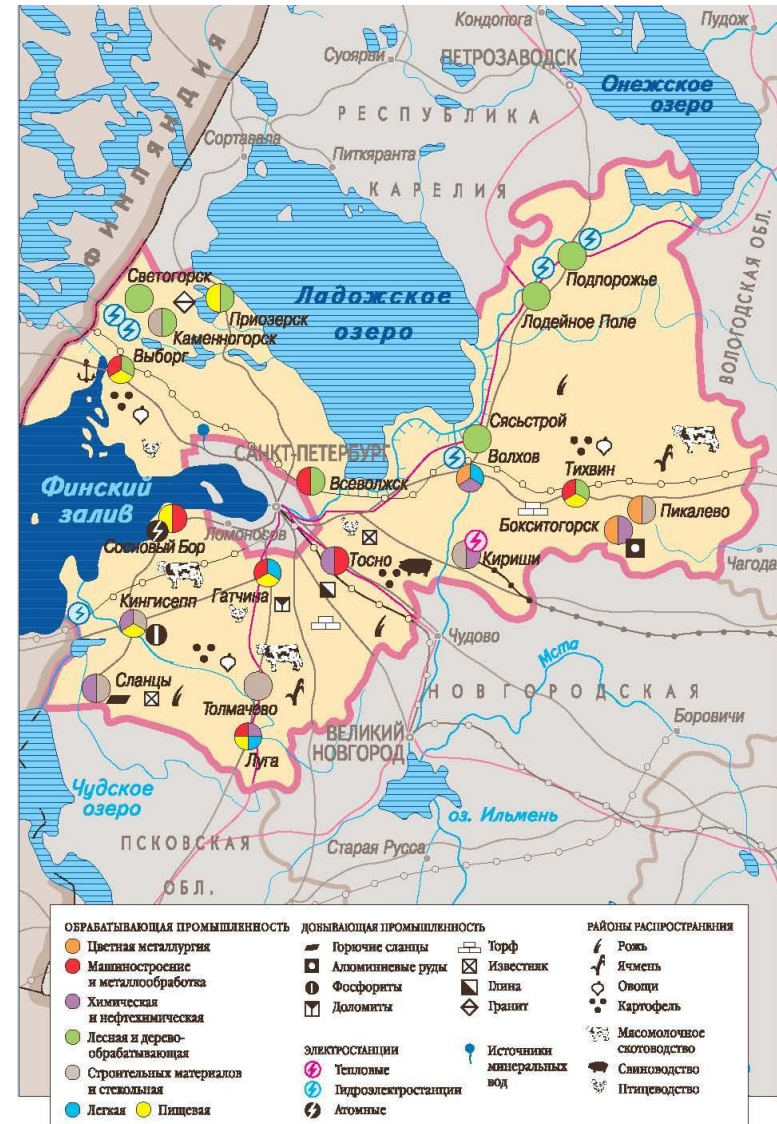 Кондопога
Пудож
Суоярви
ПЕТРОЗАВОДСК
Онежское
озеро
ФИНЛЯНДИЯ
РЕСПУБЛИКА
КАРЕЛИЯ
Сортавала
Питкяранта
ВОЛОГОДСКАЯ ОБЛ.
Светогорск
Подпорожье
Ладожское
озеро
Приозерск
Лодейное Поле
Каменногорск
Выборг
Сясьстрой
САНКТ-ПЕТЕРБУРГ
Волхов
Финский
залив
Всеволжск
Тихвин
Пикалево
Бокситогорск
Ломоносов
Сосновый Бор
Тосно
Кириши
Чагода
Гатчина
Кингисепп
Чудово
Мста
Сланцы
НОВГОРОДСКАЯ
Толмачево
Боровичи
ВЕЛИКИЙ
НОВГОРОД
Луга
Чудское
озеро
оз. Ильмень
ПСКОВСКАЯ
ОБЛ.
Старая Русса
ОБРАБАТЫВАЮЩАЯ ПРОМЫШЛЕННОСТЬ
Цветная металлургия
Машиностроение
и металлообработка
Химическая
и нефтехимическая
Лесная и дерево-
обрабатывающая
Строительных материалов
и стекольная
Легкая
Пищевая
ДОБЫВАЮЩАЯ ПРОМЫШЛЕННОСТЬ
Горючие сланцы
Алюминиевые руды
Фосфориты
Доломиты
Торф
Известняк
Глина
Гранит
ЭЛЕКТРОСТАНЦИИ
Тепловые
Гидроэлектростанции
Атомные
Источники
минеральных
вод
РАЙОНЫ РАСПРОСТРАНЕНИЯ
Рожь
Ячмень
Овощи
Картофель
Мясомолочное
скотоводство
Свиноводство
Птицеводство